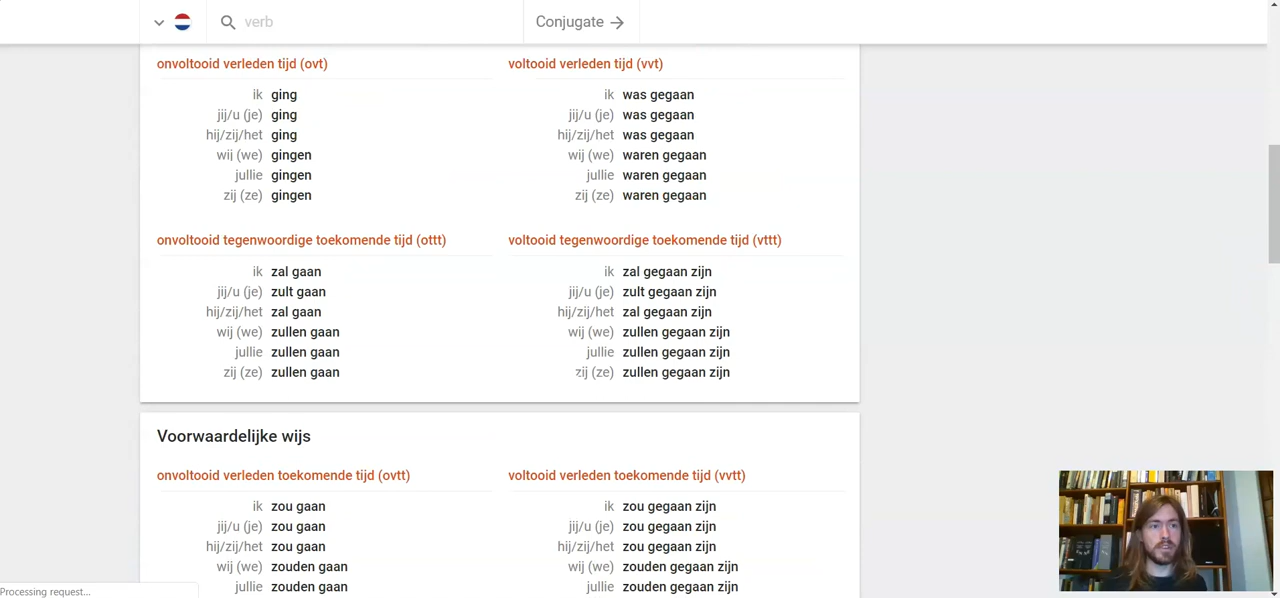 verb
Conjugate
onvoltooid verleden tijd (ovt)
ik ging
jij/u (je) ging
hij/zij/het ging
wij (we) gingen
jullie gingen
zij (ze) gingen
voltooid verleden tijd (vvt)
ik was gegaan
jij/u (je) was gegaan
hij/zij/het was gegaan
wij (we) waren gegaan
jullie waren gegaan
zij (ze) waren gegaan
onvoltooid tegenwoordige toekomende tijd (ottt)
ik zal gaan
jij/u (je) zult gaan
hij/zij/het zal gaan
wij (we) zullen gaan
jullie zullen gaan
zij (ze) zullen gaan
voltooid tegenwoordige toekomende tijd (vttt)
ik zal gegaan zijn
jij/u (je) zult gegaan zijn
hij/zij/het zal gegaan zijn
wij (we) zullen gegaan zijn
jullie zullen gegaan zijn
zij (ze) zullen gegaan zijn
Voorwaardelijke wijs
onvoltooid verleden toekomende tijd (ovtt)
ik zou gaan
jij/u (je) zou gaan
hij/zij/het zou gaan
wij (we) zouden gaan
jullie zouden gaan
voltooid verleden toekomende tijd (vvtt)
ik zou gegaan zijn
jij/u (je) zou gegaan zijn
hij/zij/het zou gegaan zijn
wij (we) zouden gegaan zijn
jullie zouden gegaan zijn
Processing request...